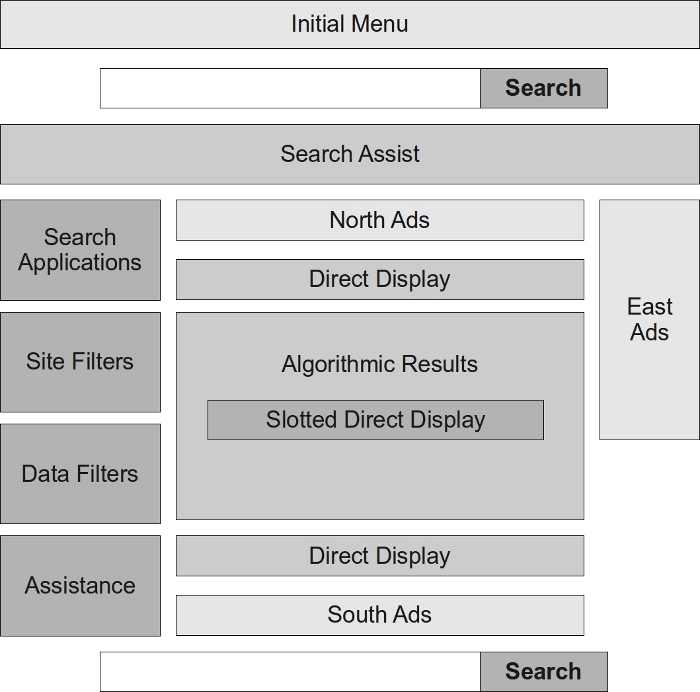 Initial Menu
Search
Search Assist
Search
Applications
Site Filters
Data Filters
Assistance
North Ads
Direct Display
Algorithmic Results
Slotted Direct Display
Direct Display
South Ads
East
Ads
Search